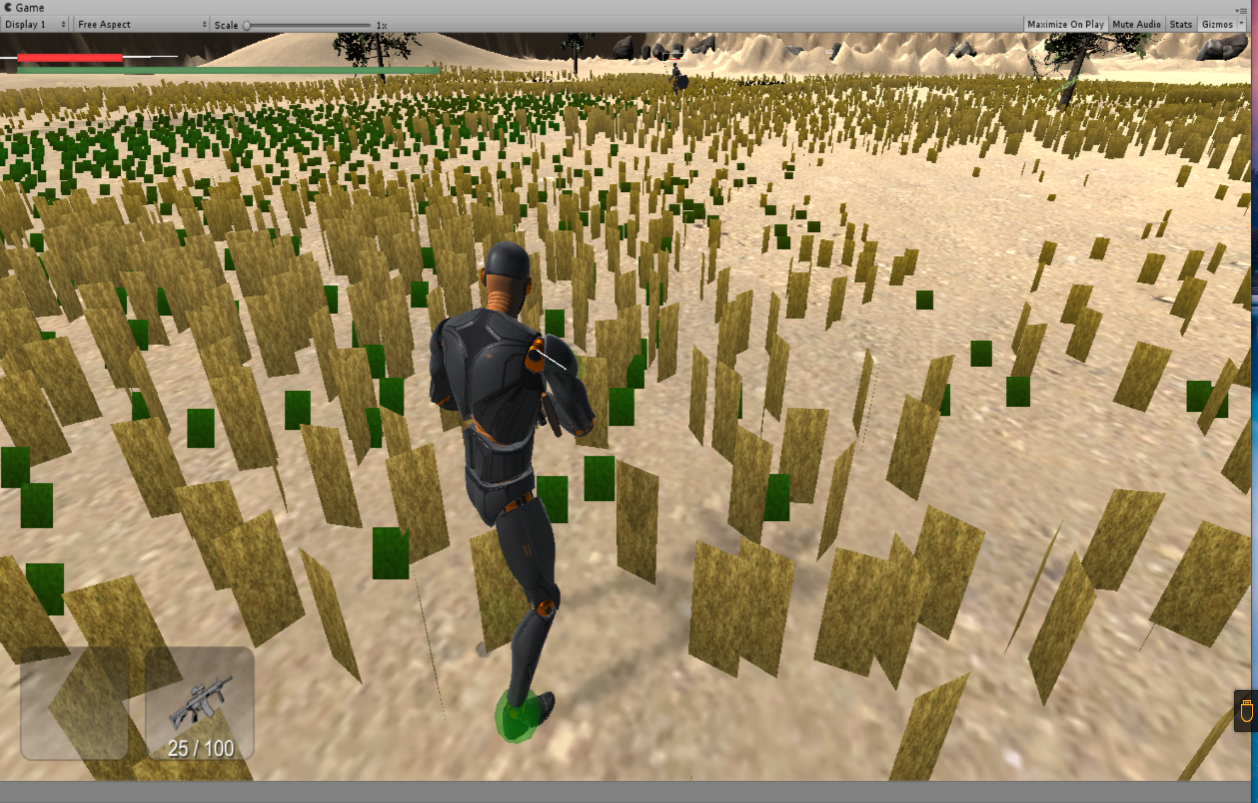 Game
Display 1 Free Aspect Scale 1x Maximize On Play Mute Audio Stats Gizmos
25 / 100